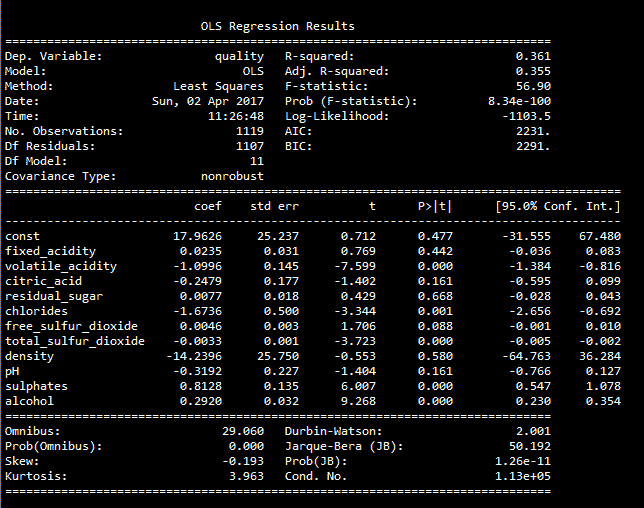 OLS Regression Results
==============================================================================
Dep. Variable: quality R-squared: 0.361
Model: OLS Adj. R-squared: 0.355
Method: Least Squares F-statistic: 56.90
Date: Sun, 02 Apr 2017 Prob (F-statistic): 8.34e-100
Time: 11:26:48 Log-Likelihood: -1103.5
No. Observations: 1119 AIC: 2231.
Df Residuals: 1107 BIC: 2291.
Df Model: 11
Covariance Type: nonrobust
========================================================================================
coef std err t P>|t| [95.0% Conf. Int.]
----------------------------------------------------------------------------------------
const 17.9626 25.237 0.712 0.477 -31.555 67.480
fixed_acidity 0.0235 0.031 0.769 0.442 -0.036 0.083
volatile_acidity -1.0996 0.145 -7.599 0.000 -1.384 -0.816
citric_acid -0.2479 0.177 -1.402 0.161 -0.595 0.099
residual_sugar 0.0077 0.018 0.429 0.668 -0.028 0.043
chlorides -1.6736 0.500 -3.344 0.001 -2.656 -0.692
free_sulfur_dioxide 0.0046 0.003 1.706 0.088 -0.001 0.010
total_sulfur_dioxide -0.0033 0.001 -3.723 0.000 -0.005 -0.002
density -14.2396 25.750 -0.553 0.580 -64.763 36.284
pH -0.3192 0.227 -1.404 0.161 -0.766 0.127
sulphates 0.8128 0.135 6.007 0.000 0.547 1.078
alcohol 0.2920 0.032 9.268 0.000 0.230 0.354
==============================================================================
Omnibus: 29.060 Durbin-Watson: 2.001
Prob(Omnibus): 0.000 Jarque-Bera (JB): 50.192
Skew: -0.193 Prob(JB): 1.26e-11
Kurtosis: 3.963 Cond. No. 1.13e+05
==============================================================================